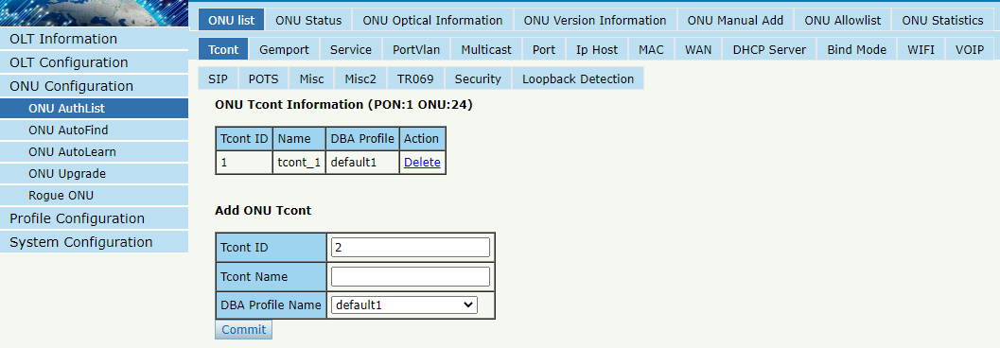 ONU list ONU Status ONU Optical Information ONU Version Information ONU Manual Add ONU Allowlist ONU Statistics
OLT Information
OLT Configuration
ONU Configuration
ONU AuthList
ONU AutoFind
ONU AutoLearn
ONU Upgrade
Rogue ONU
Profile Configuration
System Configuration
Tcont Gemport Service PortVlan Multicast Port Ip Host MAC WAN DHCP Server Bind Mode WIFI VOIP
SIP POTS Misc Misc2 TR069 Security Loopback Detection
ONU Tcont Information (PON:1 ONU:24)
Tcont ID Name DBA Profile Action
1 tcont_1 default1 Delete
Add ONU Tcont
Tcont ID 2
Tcont Name
DBA Profile Name default1
Commit